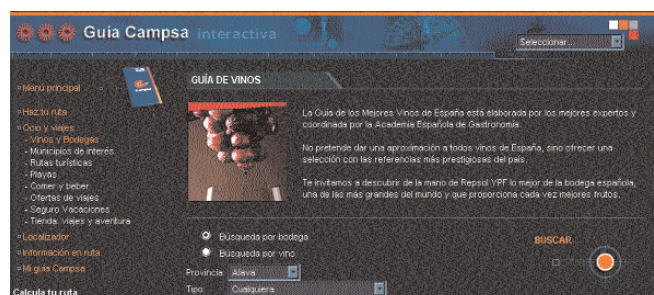 Guía Campsa interactiva
Seleccionar...
Menú principal
GUÍA DE VINOS
Haz tu ruta
Ocio y viajes
- Vinos y Bodegas
- Municipios de interés
- Rutas turísticas
- Playas
- Comer y beber
- Ofertas de viajes
- Seguro Vacaciones
- Tienda: viajes y aventura
Localizador
Información en ruta
Mi guía Campsa
Calcula tu ruta
La Guía de los Mejores Vinos de España está elaborada por los mejores expertos y
coordinada por la Academia Española de Gastronomía.
No pretende dar una aproximación a todos vinos de España, sino ofrecer una
selección con las referencias más prestigiosas del país.
Te invitamos a descubrir de la mano de Repsol YPF lo mejor de la bodega española,
una de las más grandes del mundo y que proporciona cada vez mejores frutos.
Búsqueda por bodega
Búsqueda por vino
BUSCAR
Provincia: Alava
Tipo: Cualquiera